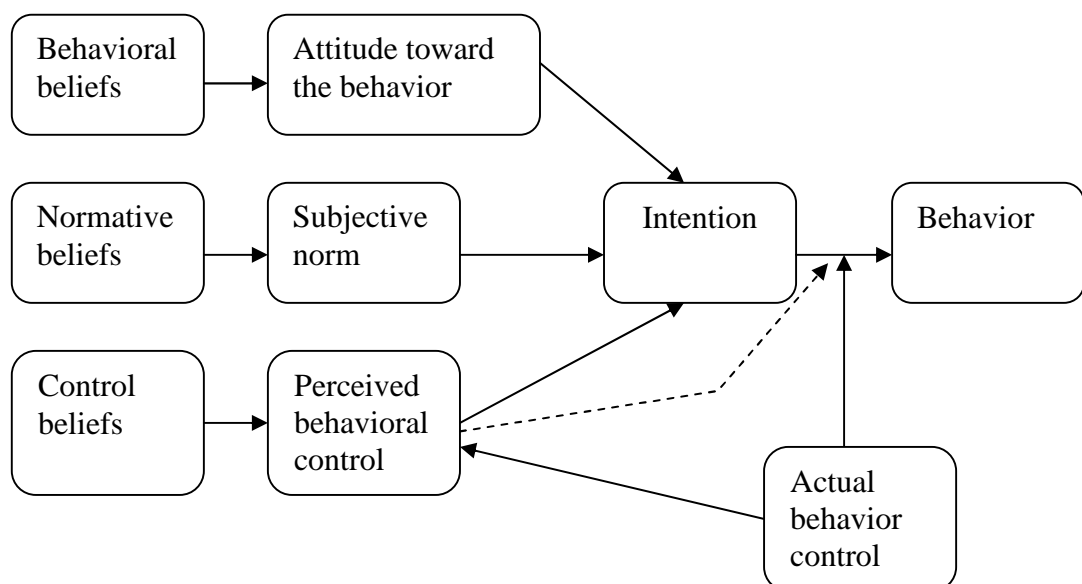 Behavioral
beliefs
Attitude toward
the behavior
Normative
beliefs
Subjective
norm
Intention
Behavior
Control
beliefs
Perceived
behavioral
control
Actual
behavior
control